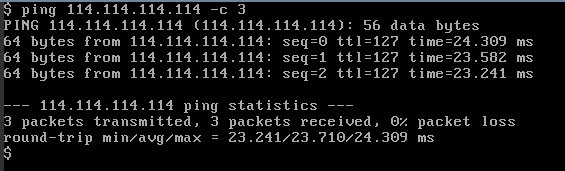 $ ping 114.114.114.114 -c 3
PING 114.114.114.114 (114.114.114.114): 56 data bytes
64 bytes from 114.114.114.114: seq=0 ttl=127 time=24.309 ms
64 bytes from 114.114.114.114: seq=1 ttl=127 time=23.582 ms
64 bytes from 114.114.114.114: seq=2 ttl=127 time=23.241 ms

--- 114.114.114.114 ping statistics ---
3 packets transmitted, 3 packets received, 0% packet loss
round-trip min/avg/max = 23.241/23.710/24.309 ms
$